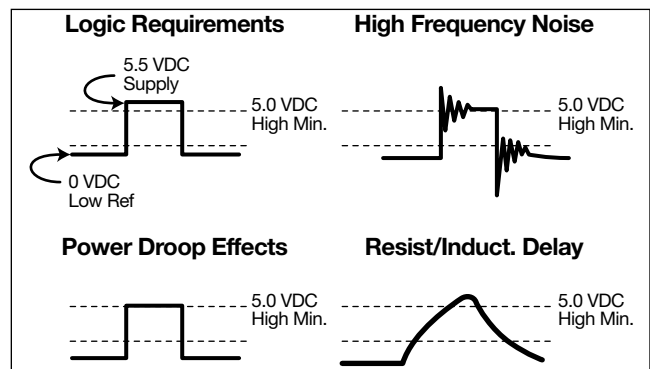 Logic Requirements
5.5 VDC
Supply
5.0 VDC
High Min.
0 VDC
Low Ref
High Frequency Noise
5.0 VDC
High Min.
Power Droop Effects
5.0 VDC
High Min.
Resist/Induct. Delay
5.0 VDC
High Min.